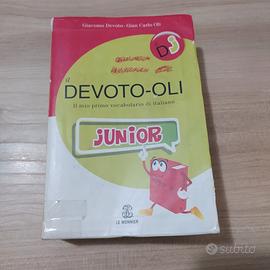 Giacomo Devoto-Gian Carlo Oli
DJ
il
DEVOTO-OLI
Il mio primo vocabolario di italiano
JUNIOR
LE MONNIER
subito